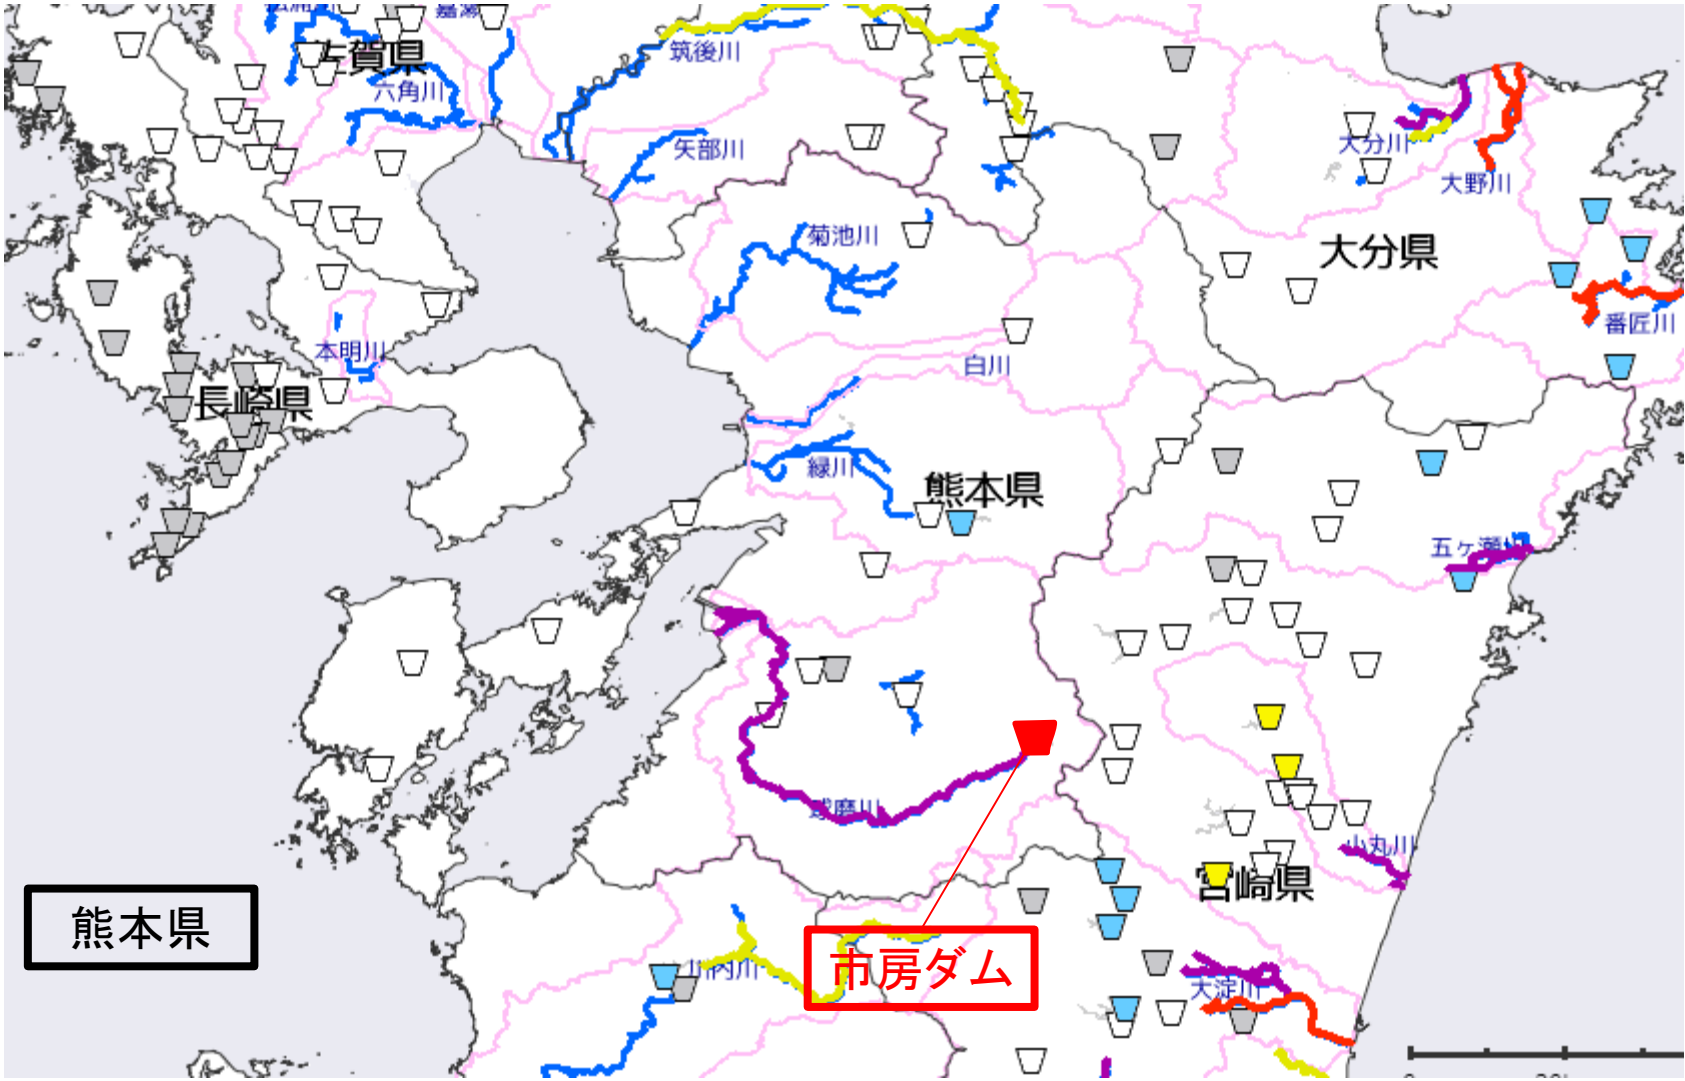 嘉瀬
佐賀県
筑後川
六角川
矢部川
大分川
大野川
菊池川
大分県
番匠川
本明川
白川
長崎県
緑川
熊本県
五ヶ瀬川
球磨川
小丸川
宮崎県
熊本県
市房ダム
川内川
大淀川